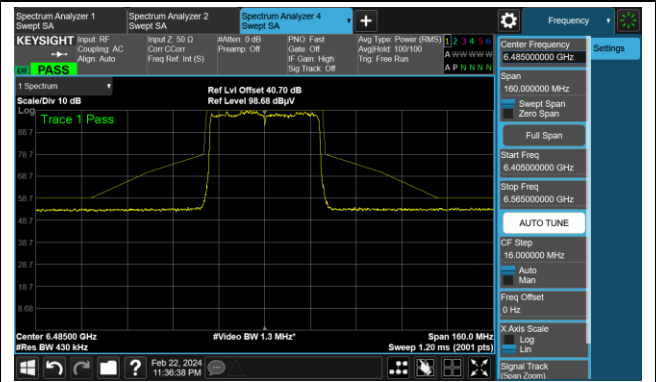 Spectrum Analyzer 1
Swept SA
Spectrum Analyzer 2
Swept SA
Spectrum Analyzer 4
Swept SA
Frequency
KEYSIGHT
Input: RF
Coupling: AC
Align: Auto
Input Z: 50 Ω
Corr CCorr
Freq Ref: Int (S)
#Atten: 0 dB
Preamp: Off
PNO: Fast
Gate: Off
IF Gain: High
Sig Track: Off
Avg Type: Power (RMS)
Avg|Hold: 100/100
Trig: Free Run
1 2 3 4 5 6
A W W W W W
A P N N N N
PASS
1 Spectrum
Scale/Div 10 dB
Ref Lvl Offset 40.70 dB
Ref Level 98.68 dBµV
Log
Trace 1 Pass
88.7
78.7
68.7
58.7
48.7
38.7
28.7
18.7
8.68
Center 6.48500 GHz
#Res BW 430 kHz
#Video BW 1.3 MHz*
Span 160.0 MHz
Sweep 1.20 ms (2001 pts)
Feb 22, 2024
11:36:38 PM
Center Frequency
6.485000000 GHz
Settings
Span
160.000000 MHz
Swept Span
Zero Span
Full Span
Start Freq
6.405000000 GHz
Stop Freq
6.565000000 GHz
AUTO TUNE
CF Step
16.000000 MHz
Auto
Man
Freq Offset
0 Hz
X Axis Scale
Log
Lin
Signal Track
(Span Zoom)